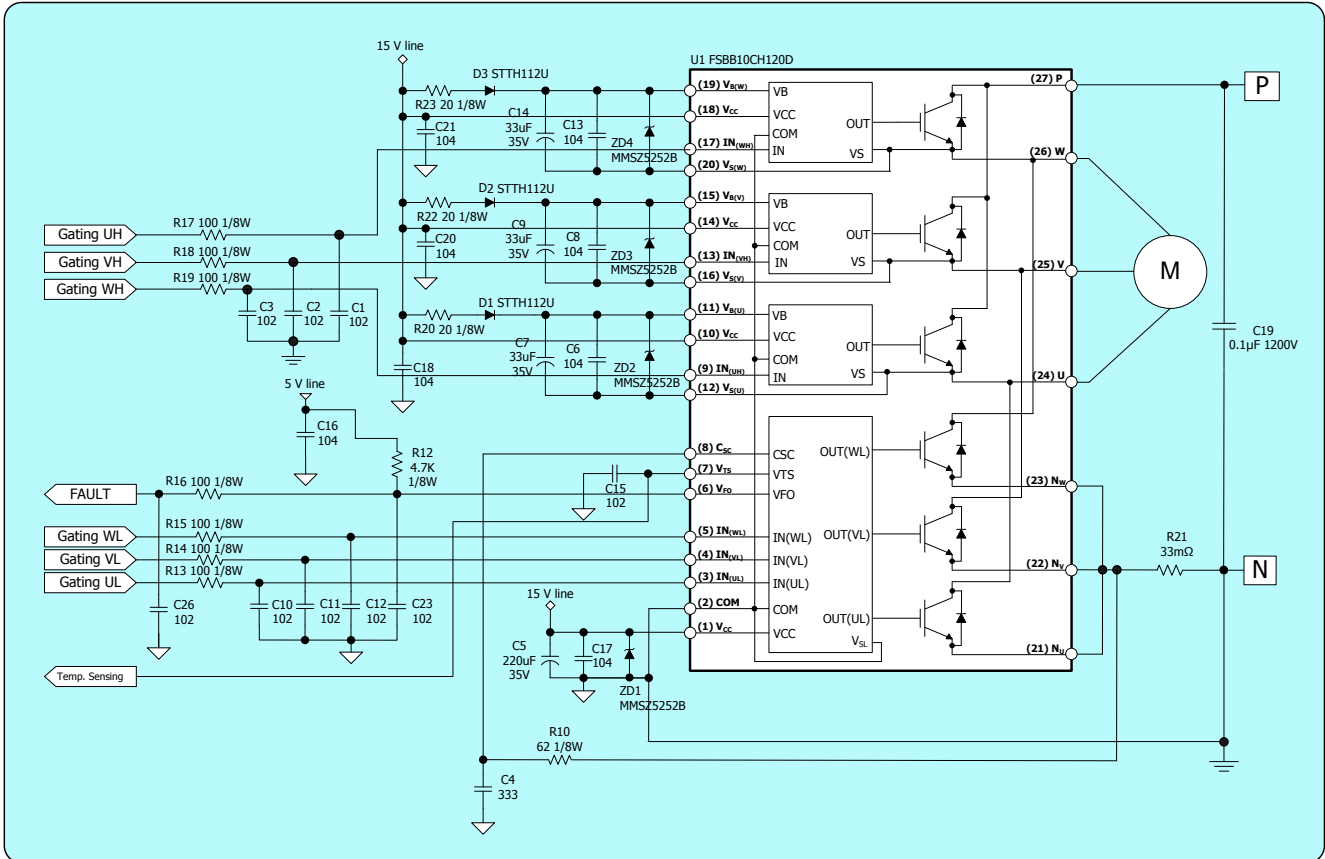 15 V line
U1 FSBB10CH120D
D3 STTH112U
R23 20 1/8W
C14
33uF
35V
C13
104
ZD4
MMSZ5252B
C21
104
(19) VB(W)
(18) VCC
(17) IN(WH)
(20) VS(W)
VB
VCC
COM
IN
OUT
VS
(27) P
P
(26) W
D2 STTH112U
R22 20 1/8W
C9
33uF
35V
C8
104
ZD3
MMSZ5252B
C20
104
(15) VB(V)
(14) VCC
(13) IN(VH)
(16) VS(V)
VB
VCC
COM
IN
OUT
VS
(25) V
M
Gating UH
R17 100 1/8W
Gating VH
R18 100 1/8W
Gating WH
R19 100 1/8W
C3
102
C2
102
C1
102
D1 STTH112U
R20 20 1/8W
C7
33uF
35V
C6
104
ZD2
MMSZ5252B
C18
104
(11) VB(U)
(10) VCC
(9) IN(UH)
(12) VS(U)
VB
VCC
COM
IN
OUT
VS
(24) U
C19
0.1µF 1200V
5 V line
C16
104
R12
4.7K
1/8W
C15
102
(8) CSC
(7) VTS
(6) VFO
(5) IN(WL)
(4) IN(VL)
(3) IN(UL)
(2) COM
(1) VCC
CSC
VTS
VFO
IN(WL)
IN(VL)
IN(UL)
COM
VCC
OUT(WL)
OUT(VL)
OUT(UL)
VSL
(23) NW
(22) NV
(21) NU
R21
33mΩ
N
FAULT
R16 100 1/8W
Gating WL
R15 100 1/8W
Gating VL
R14 100 1/8W
Gating UL
R13 100 1/8W
C26
102
C10
102
C11
102
C12
102
C23
102
Temp. Sensing
15 V line
C5
220uF
35V
C17
104
ZD1
MMSZ5252B
R10
62 1/8W
C4
333